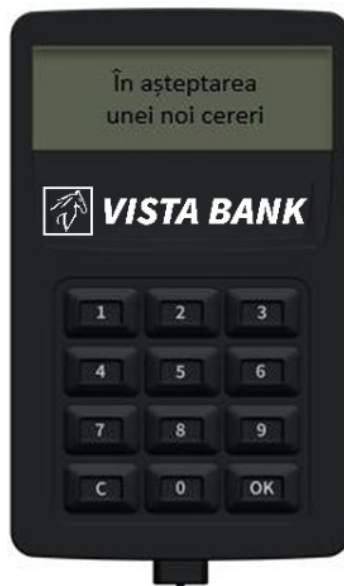 În așteptarea
unei noi cereri
VISTA BANK
1 2 3
4 5 6
7 8 9
C 0 OK